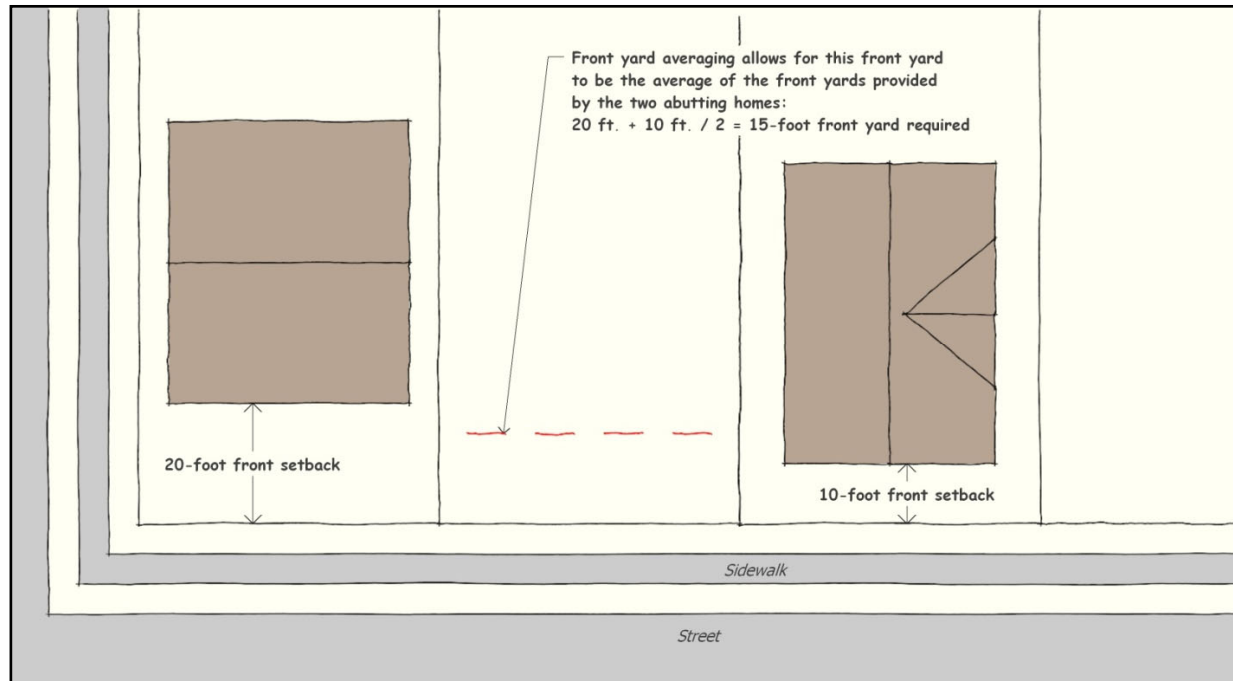 Front yard averaging allows for this front yard
to be the average of the front yards provided
by the two abutting homes:
20 ft. + 10 ft. / 2 = 15-foot front yard required
20-foot front setback
10-foot front setback
Sidewalk
Street